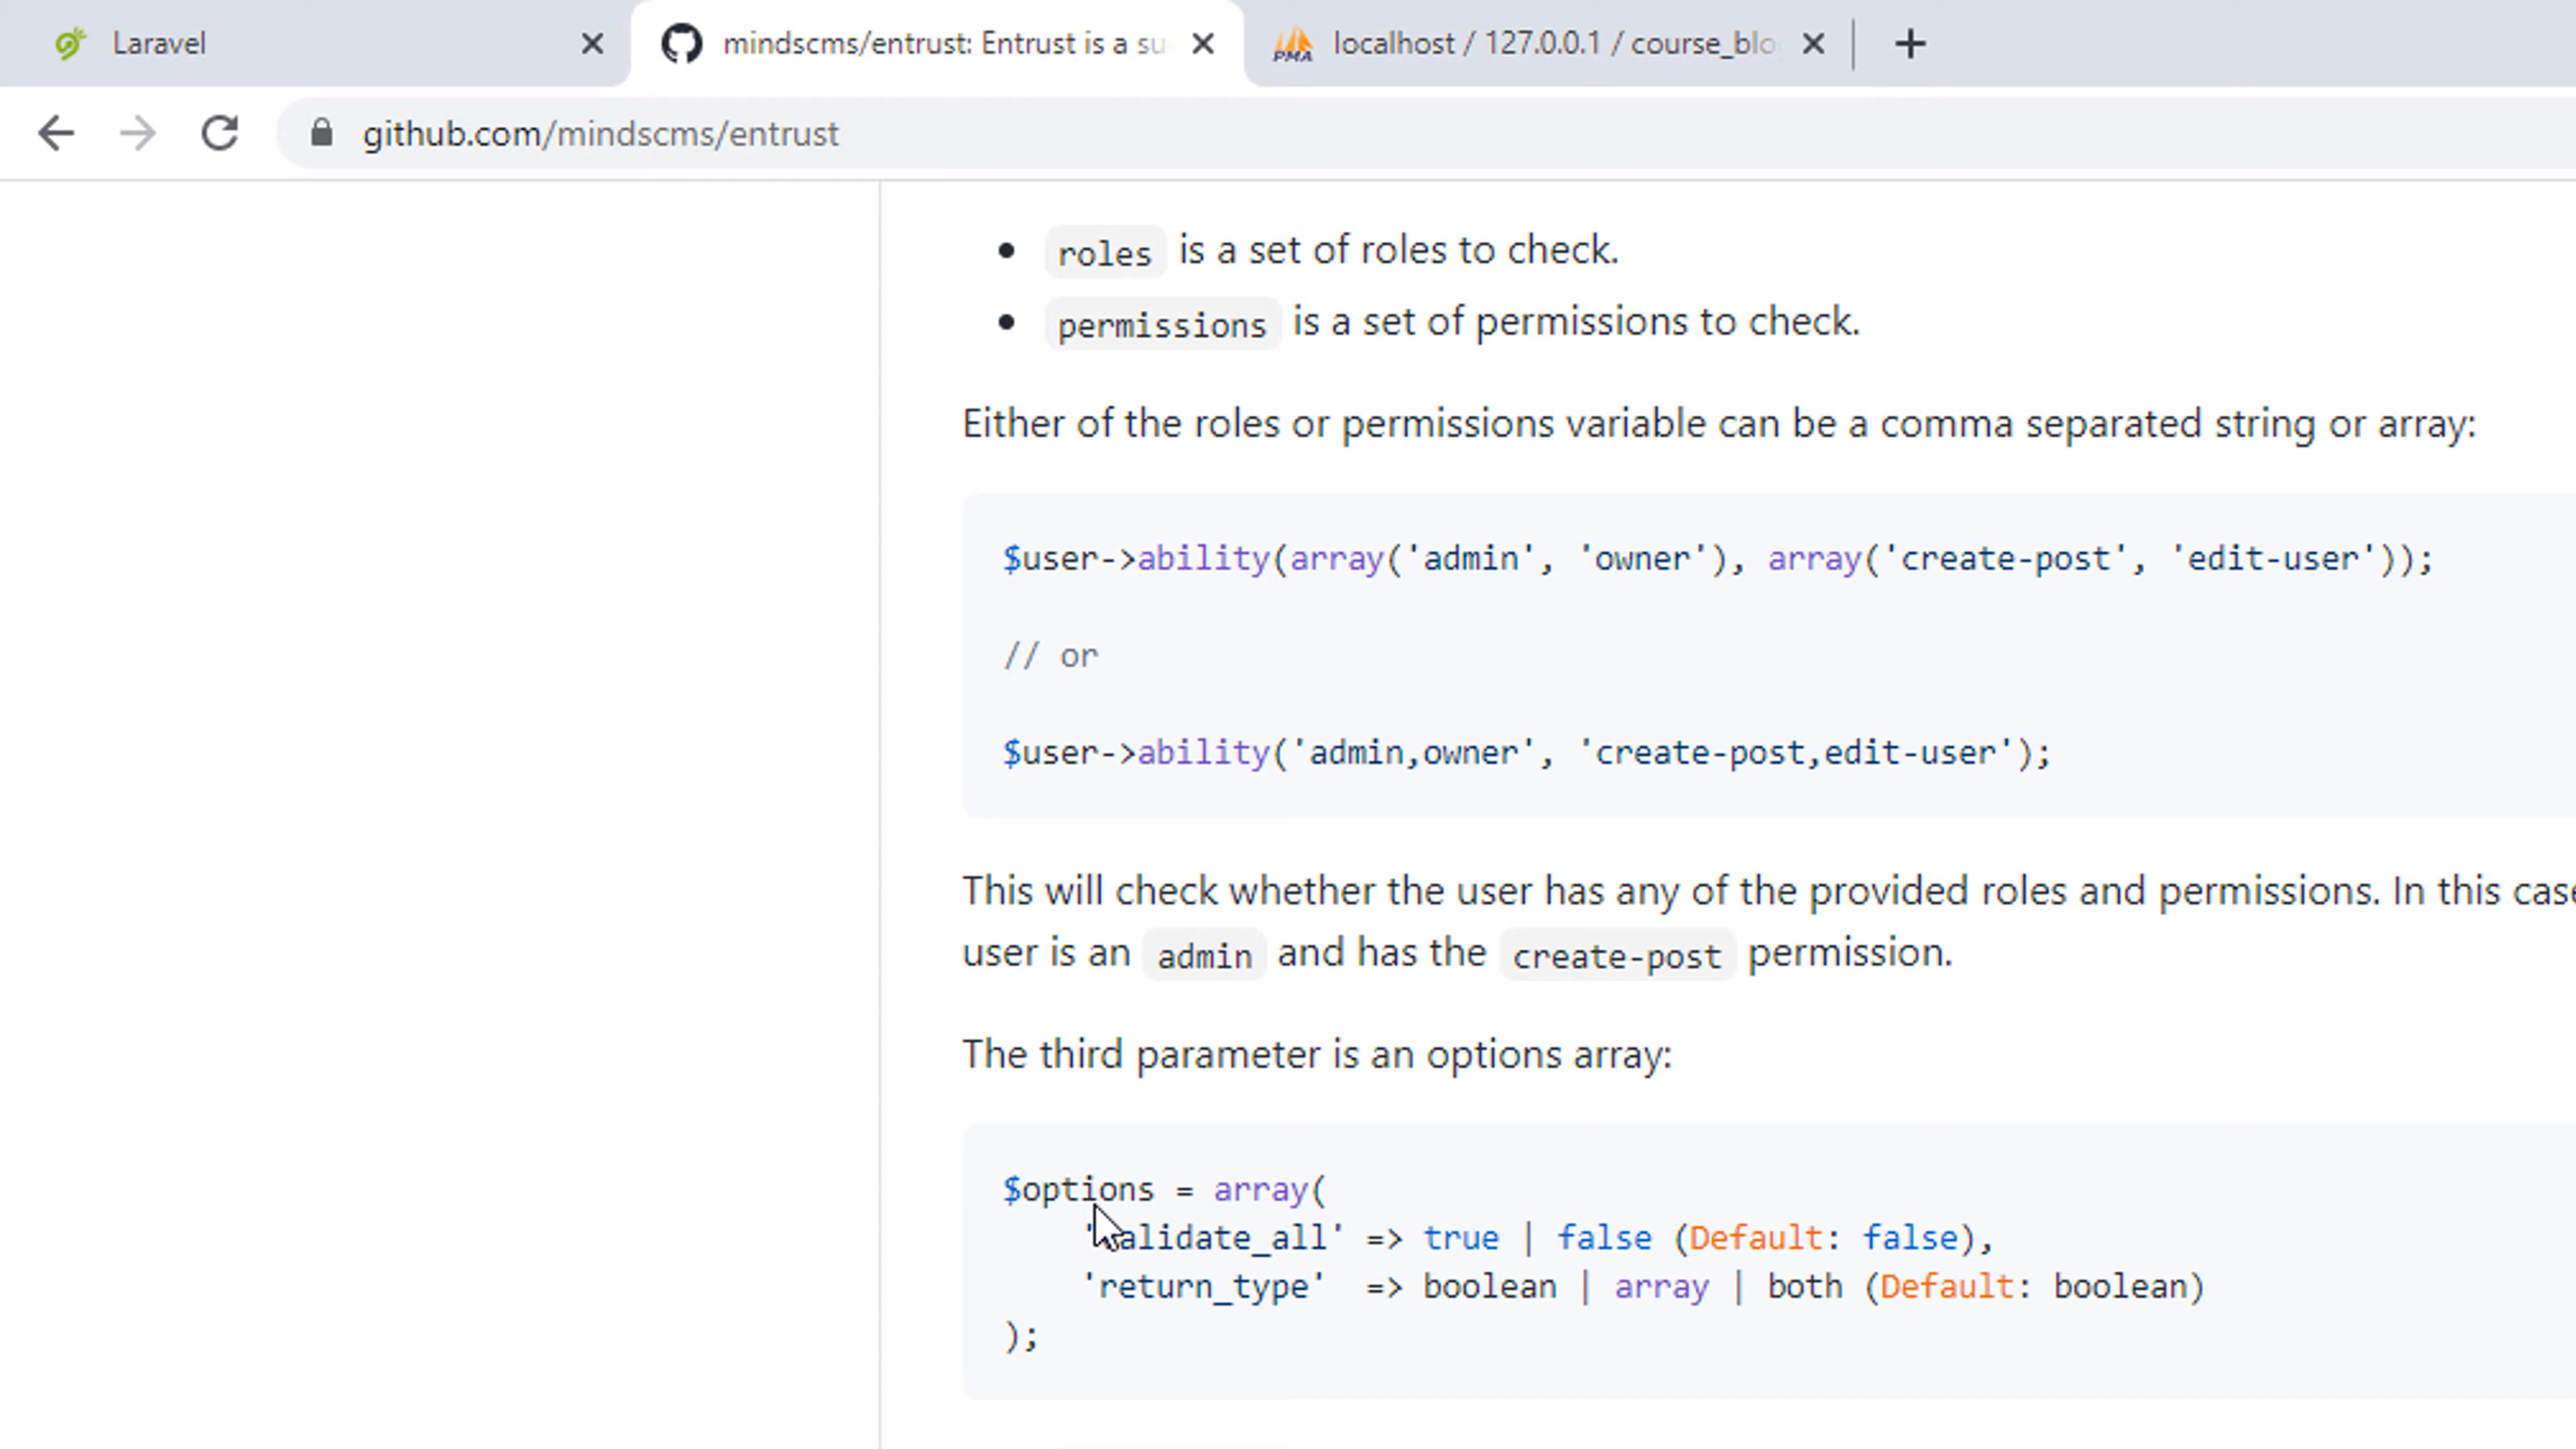 Laravel
mindscms/entrust: Entrust is a su
localhost / 127.0.0.1 / course_blo
github.com/mindscms/entrust
roles is a set of roles to check.
permissions is a set of permissions to check.
Either of the roles or permissions variable can be a comma separated string or array:
$user->ability(array('admin', 'owner'), array('create-post', 'edit-user'));
// or
$user->ability('admin,owner', 'create-post,edit-user');
This will check whether the user has any of the provided roles and permissions. In this case
user is an admin and has the create-post permission.
The third parameter is an options array:
$options = array(
'validate_all' => true | false (Default: false),
'return_type' => boolean | array | both (Default: boolean)
);